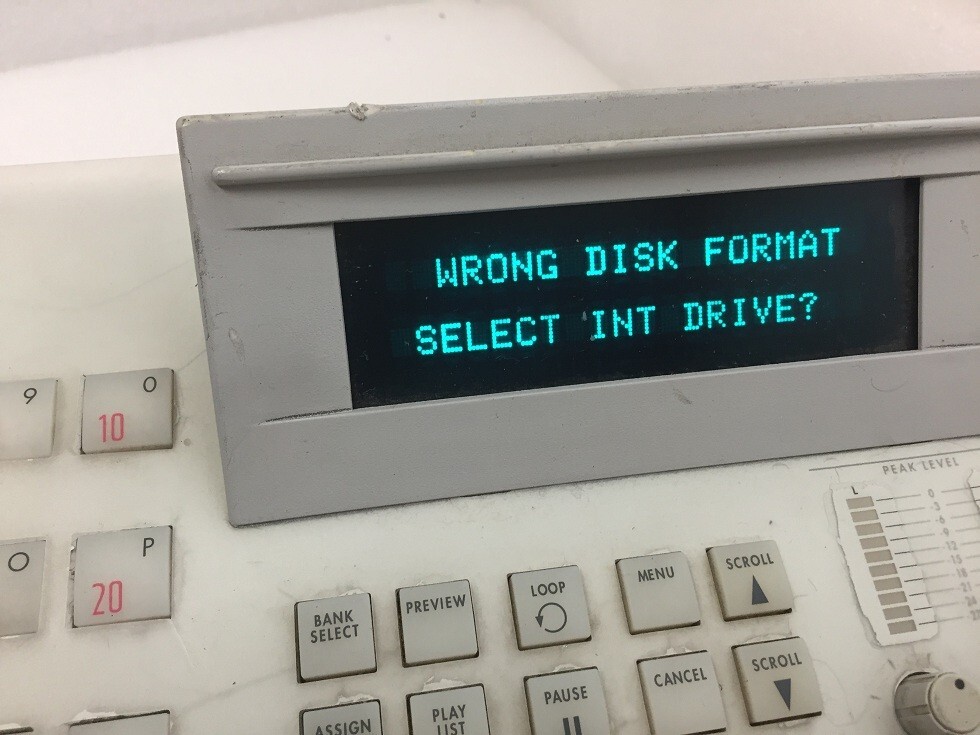 WRONG DISK FORMAT
SELECT INT DRIVE?
9
0
10
PEAK LEVEL
L
0
O
P
20
BANK
SELECT
PREVIEW
LOOP
MENU
SCROLL
ASSIGN
PLAY
LIST
PAUSE
CANCEL
SCROLL